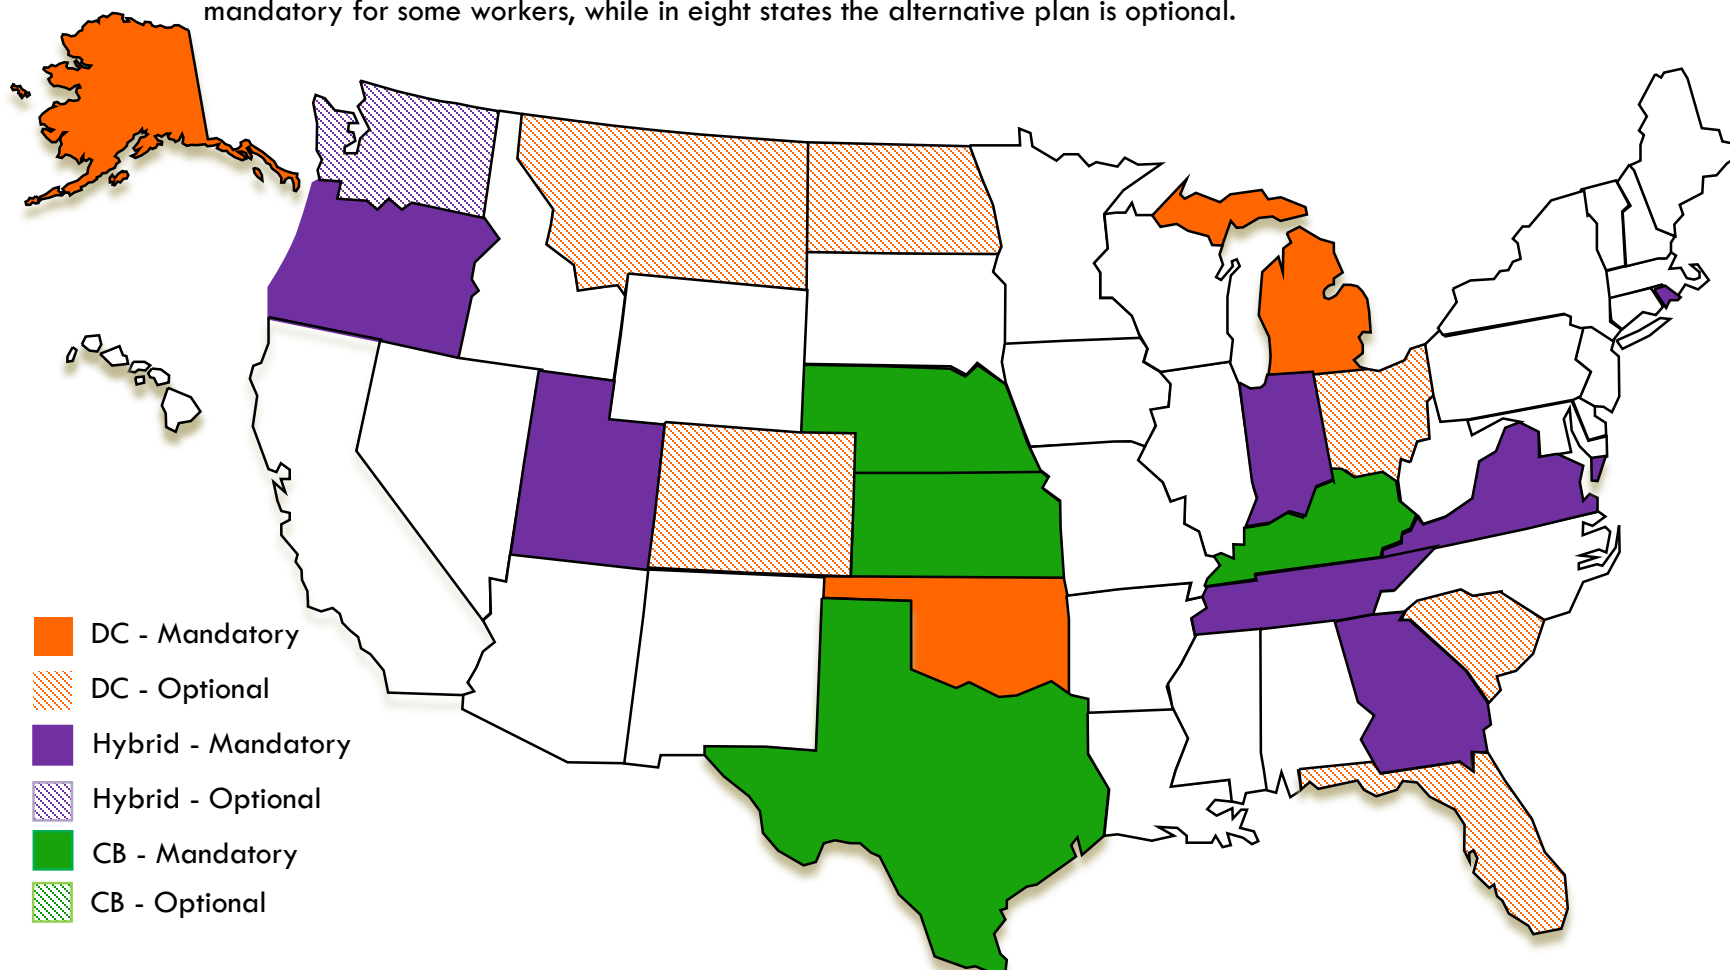 mandatory for some workers, while in eight states the alternative plan is optional.
DC - Mandatory
DC - Optional
Hybrid - Mandatory
Hybrid - Optional
CB - Mandatory
CB - Optional